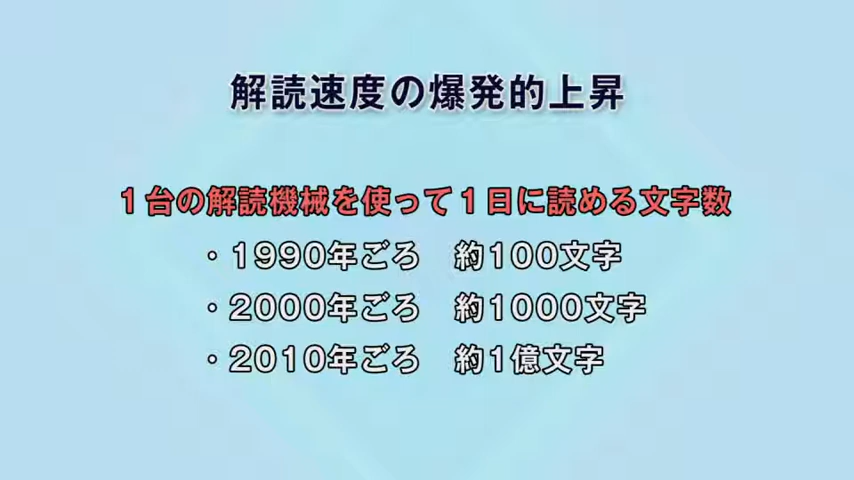 解読速度の爆発的上昇
１台の解読機械を使って１日に読める文字数
・1990年ごろ　約100文字
・2000年ごろ　約1000文字
・2010年ごろ　約1億文字